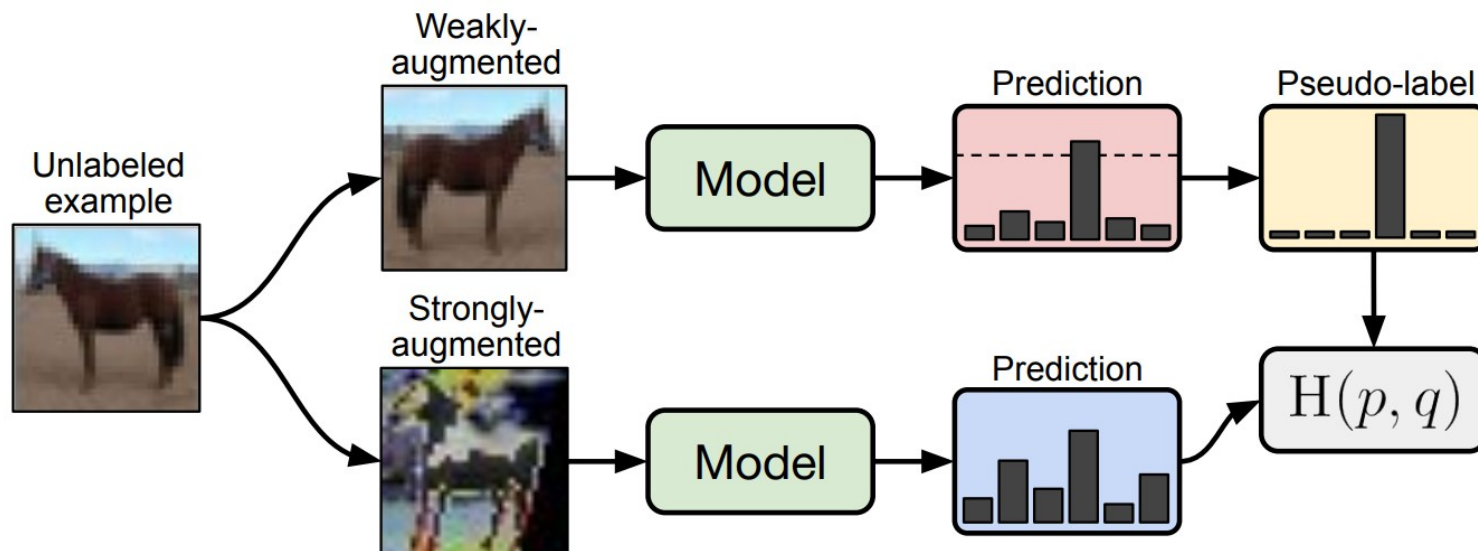 Unlabeled
example
Weakly-
augmented
Model
Prediction
Pseudo-label
Strongly-
augmented
Model
Prediction
H(p, q)